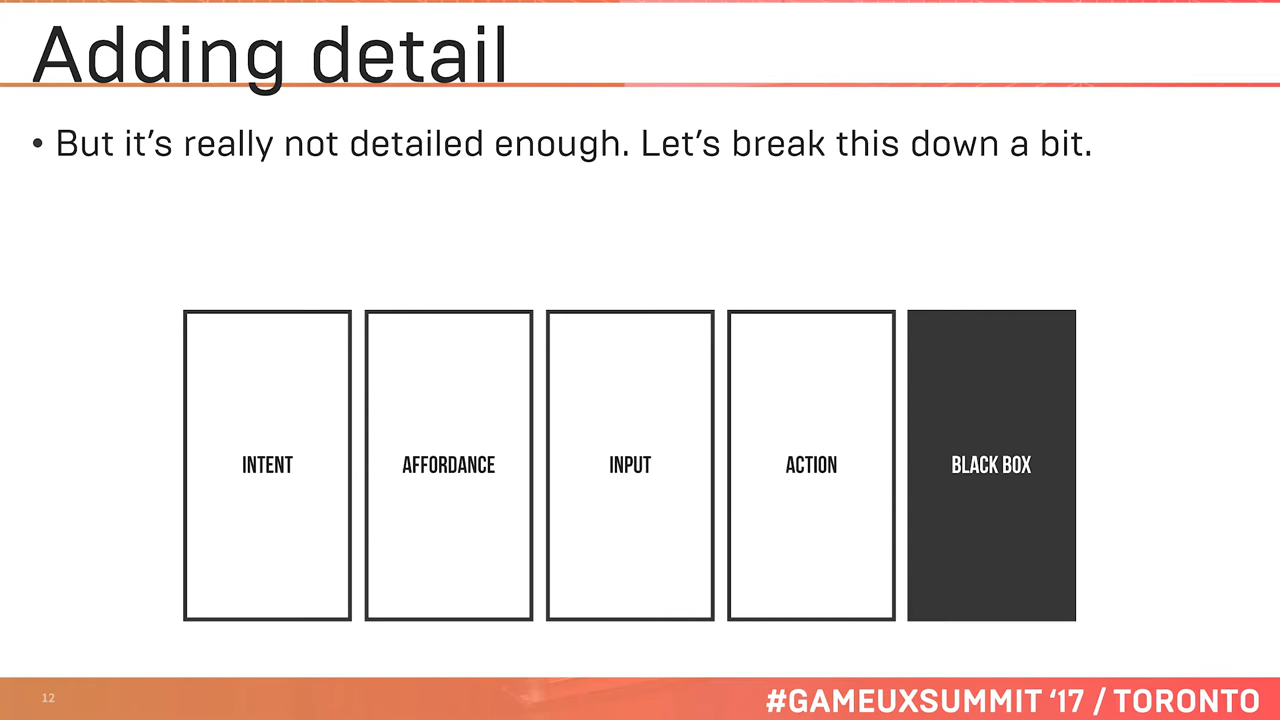 Adding detail
• But it’s really not detailed enough. Let’s break this down a bit.
INTENT
AFFORDANCE
INPUT
ACTION
BLACK BOX
12
#GAMEUXSUMMIT ‘17 / TORONTO